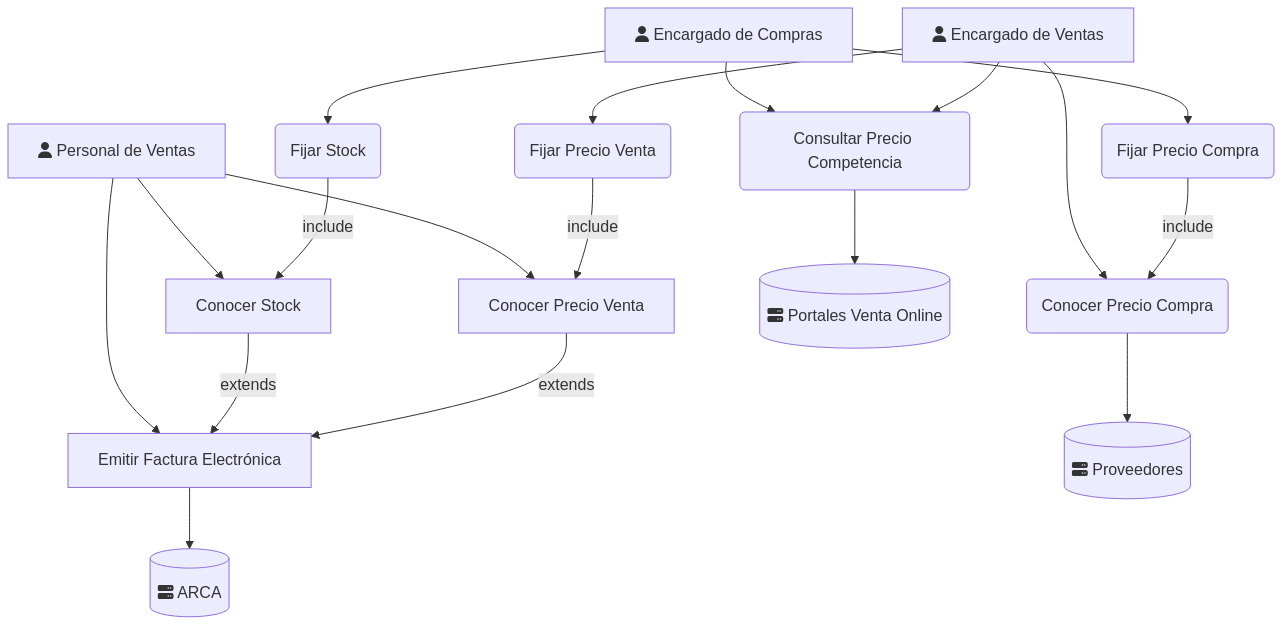 Encargado de Compras
Encargado de Ventas
Personal de Ventas
Fijar Stock
Fijar Precio Venta
Consultar Precio
Competencia
Fijar Precio Compra
include
include
include
Conocer Stock
Conocer Precio Venta
Portales Venta Online
Conocer Precio Compra
extends
extends
Emitir Factura Electrónica
Proveedores
ARCA